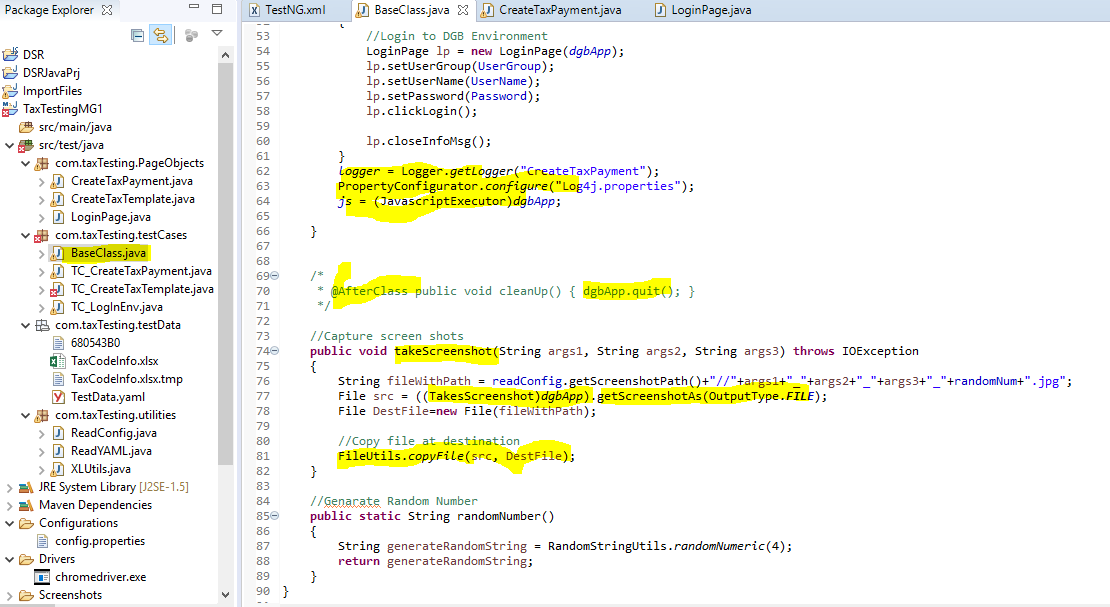 Package Explorer
DSR
DSRJavaPrj
ImportFiles
TaxTestingMG1
src/main/java
src/test/java
com.taxTesting.PageObjects
CreateTaxPayment.java
CreateTaxTemplate.java
LoginPage.java
com.taxTesting.testCases
BaseClass.java
TC_CreateTaxPayment.java
TC_CreateTaxTemplate.java
TC_LogInEnv.java
com.taxTesting.testData
680543B0
TaxCodeInfo.xlsx
TaxCodeInfo.xlsx.tmp
TestData.yaml
com.taxTesting.utilities
ReadConfig.java
ReadYAML.java
XLUtils.java
JRE System Library [J2SE-1.5]
Maven Dependencies
Configurations
config.properties
Drivers
chromedriver.exe
Screenshots
TestNG.xml BaseClass.java CreateTaxPayment.java LoginPage.java
{
53 //Login to DGB Environment
54 LoginPage lp = new LoginPage(dgbApp);
55 lp.setUserGroup(UserGroup);
56 lp.setUserName(UserName);
57 lp.setPassword(Password);
58 lp.clickLogin();
59
60 lp.closeInfoMsg();
61 }
62 logger = Logger.getLogger("CreateTaxPayment");
63 PropertyConfigurator.configure("Log4j.properties");
64 js = (JavascriptExecutor)dgbApp;
65
66 }
67
68
69 /*
70 * @AfterClass public void cleanUp() { dgbApp.quit(); }
71 */
72
73 //Capture screen shots
74 public void takeScreenshot(String args1, String args2, String args3) throws IOException
75 {
76 String fileWithPath = readConfig.getScreenshotPath()+"//"+args1+"_"+args2+"_"+args3+"_"+randomNum+".jpg";
77 File src = ((TakesScreenshot)dgbApp).getScreenshotAs(OutputType.FILE);
78 File DestFile=new File(fileWithPath);
79
80 //Copy file at destination
81 FileUtils.copyFile(src, DestFile);
82 }
83
84 //Genarate Random Number
85 public static String randomNumber()
86 {
87 String generateRandomString = RandomStringUtils.randomNumeric(4);
88 return generateRandomString;
89 }
90 }